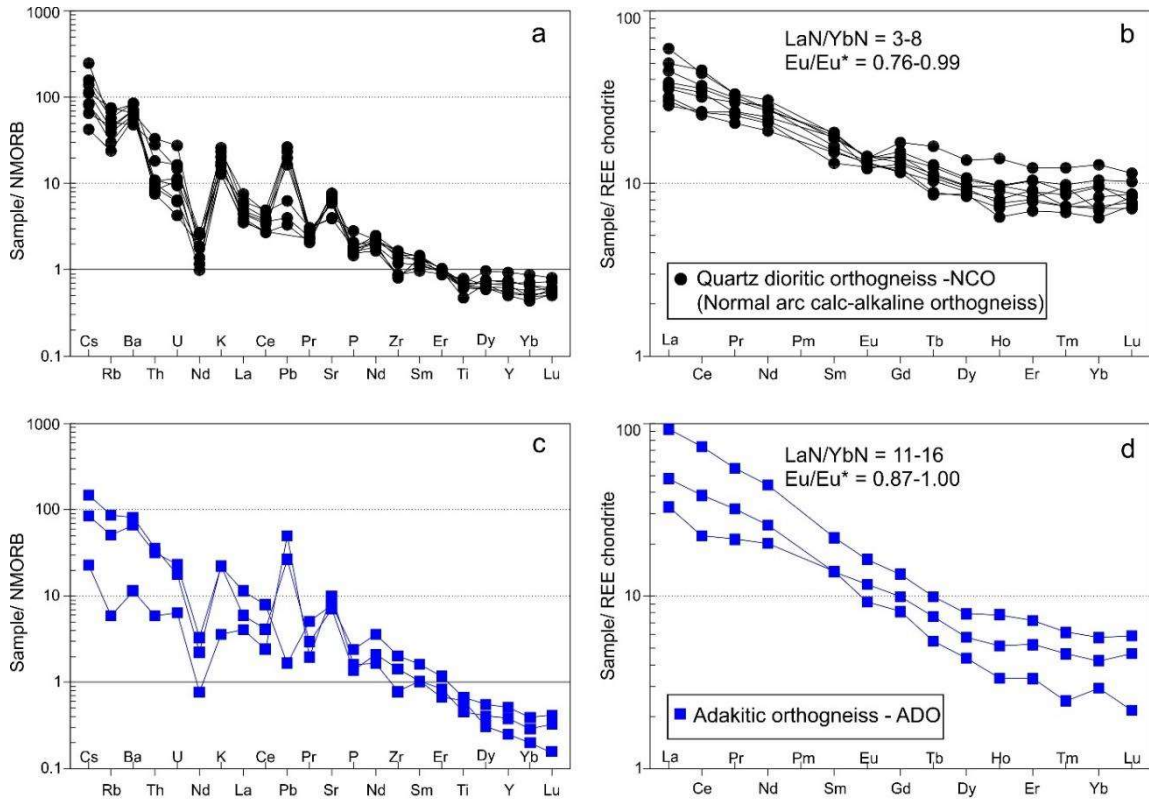 1000
100
10
1
0.1
Sample/ NMORB
a
Cs Ba U K Ce Pr P Zr Er Dy Yb
Rb Th Nd La Pb Sr Nd Sm Ti Y Lu
100
10
1
Sample/ REE chondrite
b
LaN/YbN = 3-8
Eu/Eu* = 0.76-0.99
Quartz dioritic orthogneiss -NCO
(Normal arc calc-alkaline orthogneiss)
La Pr Pm Eu Tb Ho Tm Lu
Ce Nd Sm Gd Dy Er Yb
1000
100
10
1
0.1
Sample/ NMORB
c
Cs Ba U K Ce Pr P Zr Er Dy Yb
Rb Th Nd La Pb Sr Nd Sm Ti Y Lu
100
10
1
Sample/ REE chondrite
d
LaN/YbN = 11-16
Eu/Eu* = 0.87-1.00
Adakitic orthogneiss - ADO
La Pr Pm Eu Tb Ho Tm Lu
Ce Nd Sm Gd Dy Er Yb